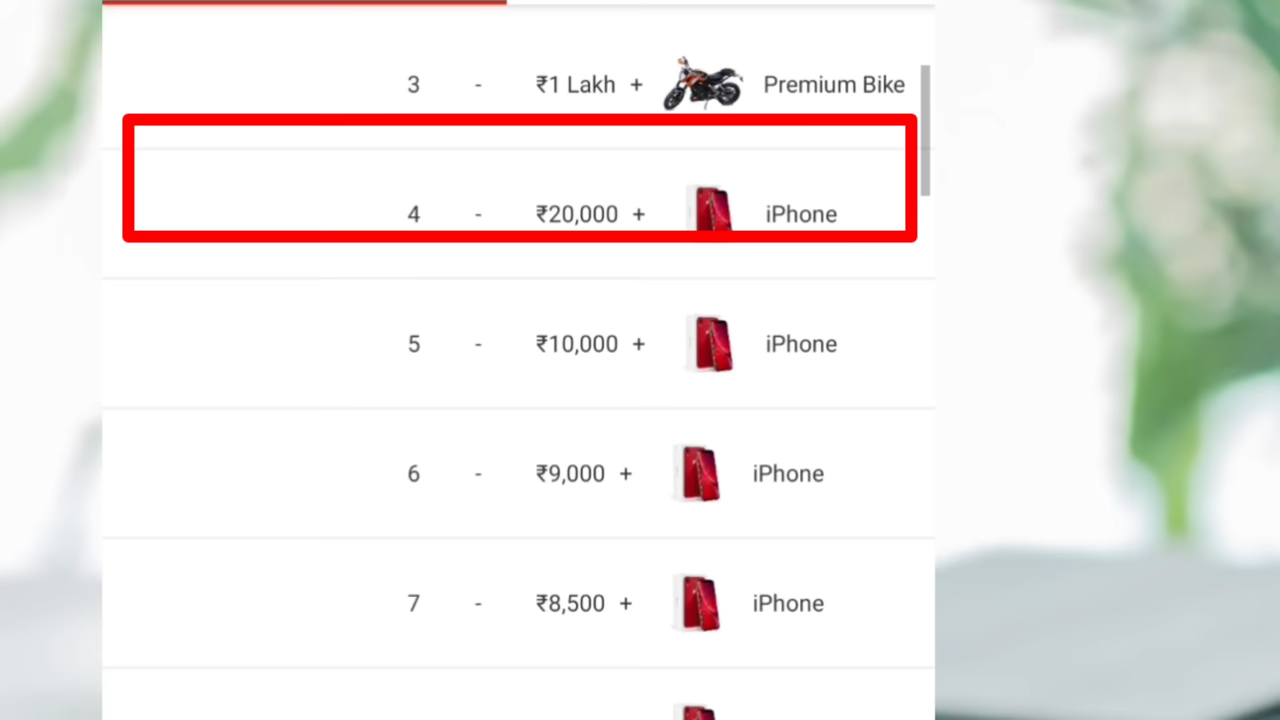 3 - ₹1 Lakh + Premium Bike
4 - ₹20,000 + iPhone
5 - ₹10,000 + iPhone
6 - ₹9,000 + iPhone
7 - ₹8,500 + iPhone